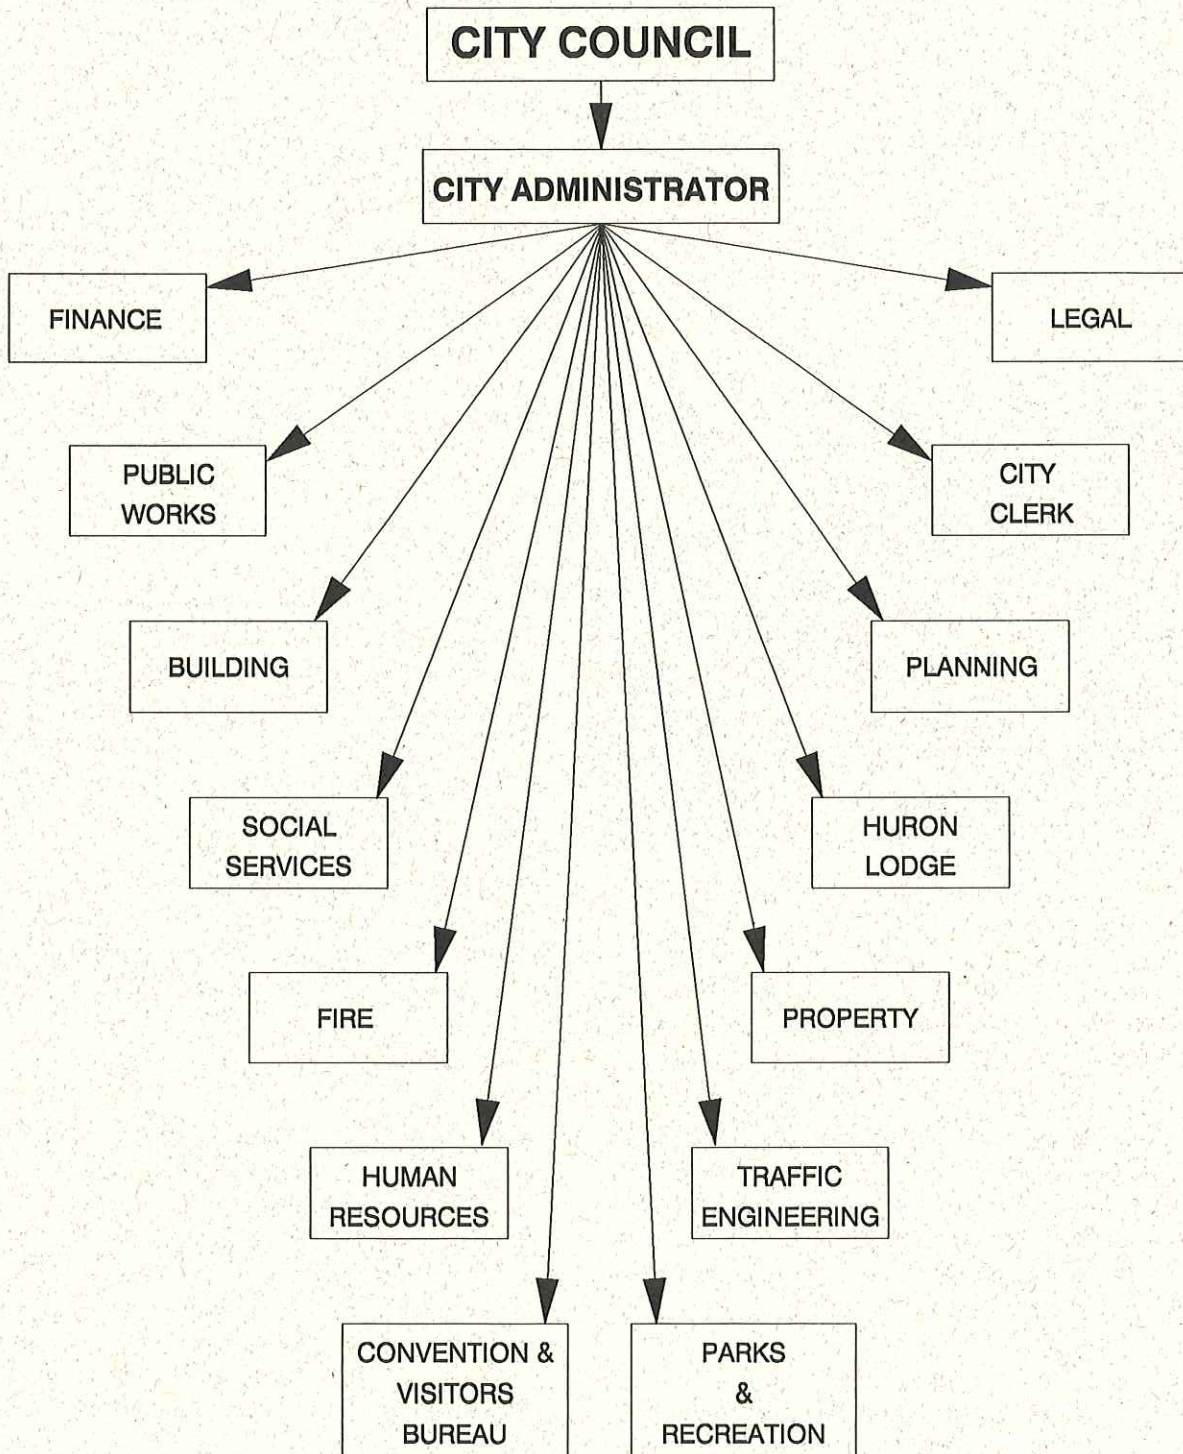 CITY COUNCIL
CITY ADMINISTRATOR
FINANCE
LEGAL
PUBLIC
WORKS
CITY
CLERK
BUILDING
PLANNING
SOCIAL
SERVICES
HURON
LODGE
FIRE
PROPERTY
HUMAN
RESOURCES
TRAFFIC
ENGINEERING
CONVENTION &
VISITORS
BUREAU
PARKS
&
RECREATION